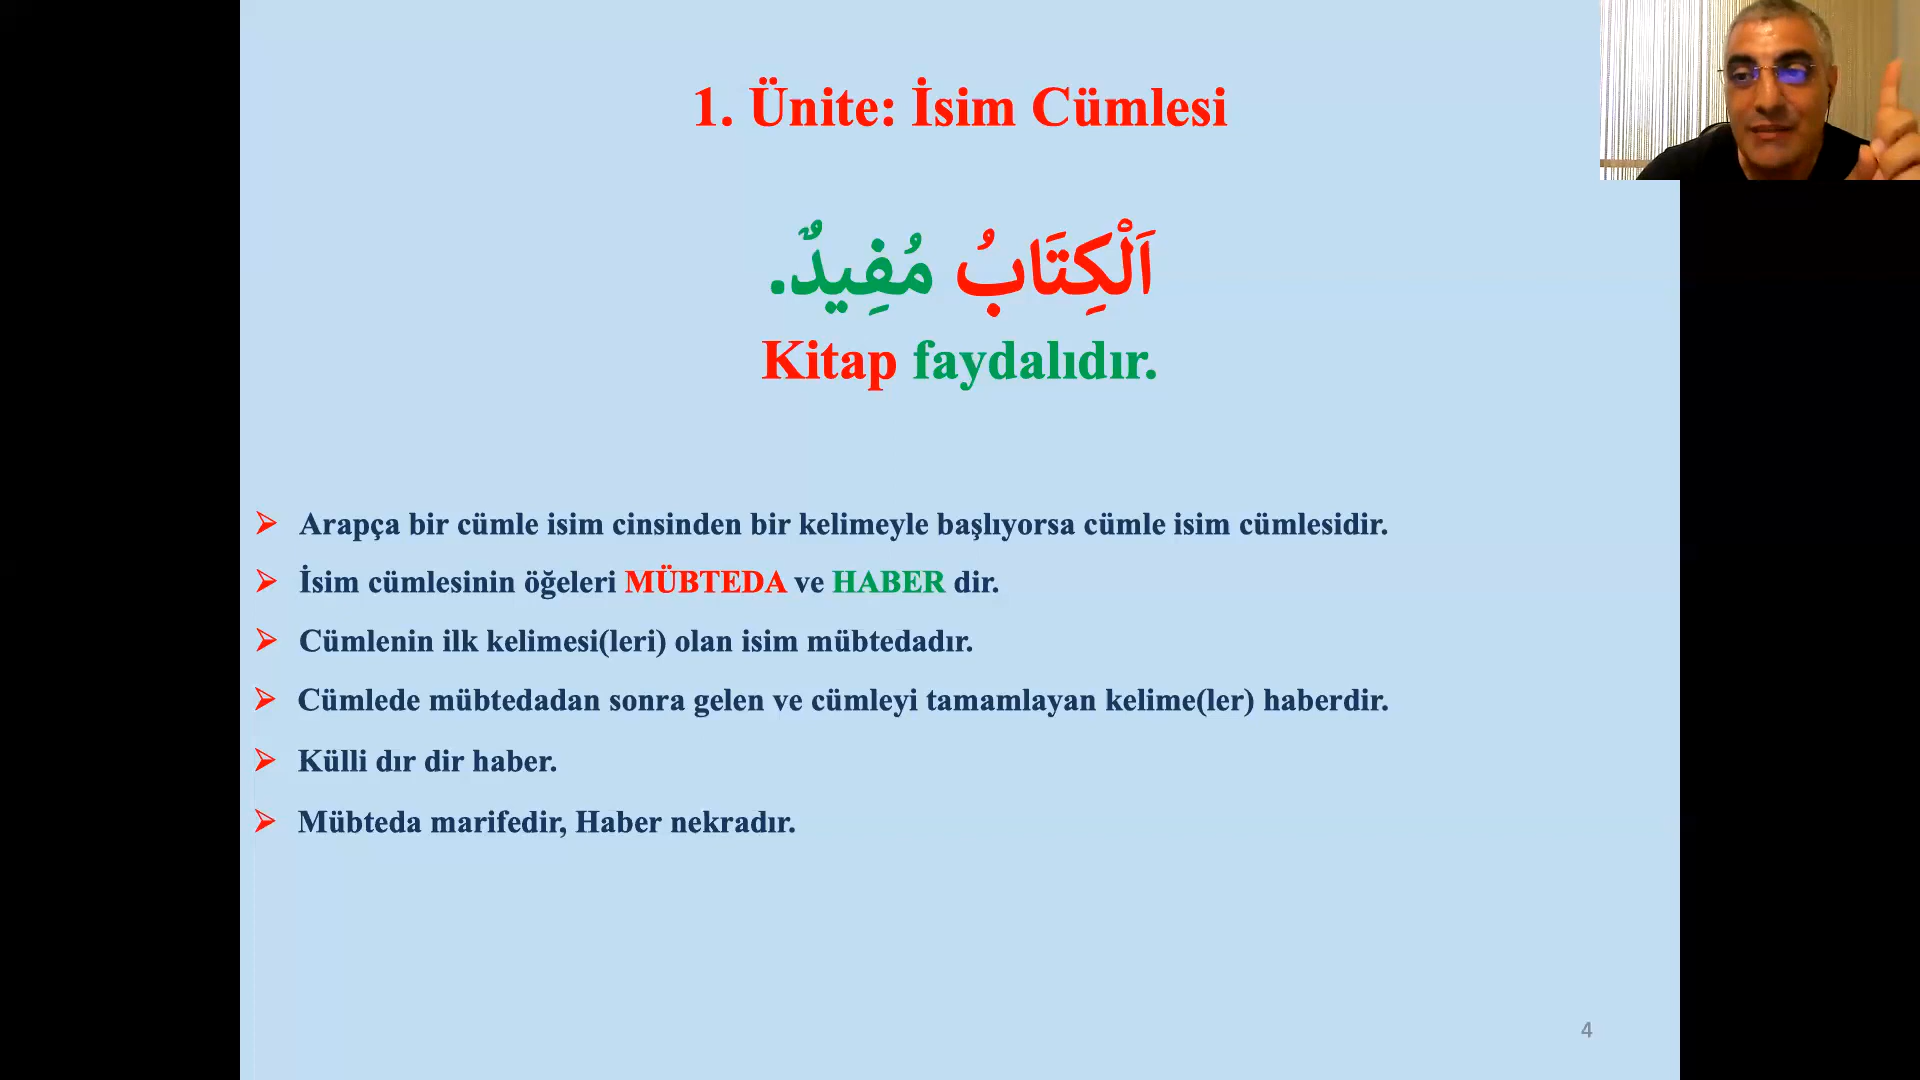 1. Ünite: İsim Cümlesi
اَلْكِتَابُ مُفِيدٌ.
Kitap faydalıdır.
Arapça bir cümle isim cinsinden bir kelimeyle başlıyorsa cümle isim cümlesidir.
İsim cümlesinin öğeleri MÜBTEDA ve HABER dir.
Cümlenin ilk kelimesi(leri) olan isim mübtedadır.
Cümlede mübtedadan sonra gelen ve cümleyi tamamlayan kelime(ler) haberdir.
Külli dır dir haber.
Mübteda marifedir, Haber nekradır.
4